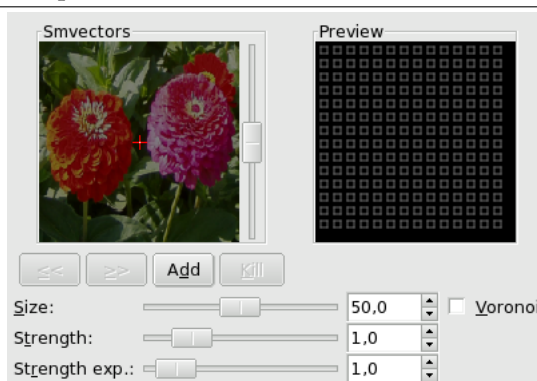 Smvectors
Preview
<< >> Add Kill
Size: 50,0 Voronoi
Strength: 1,0
Strength exp.: 1,0